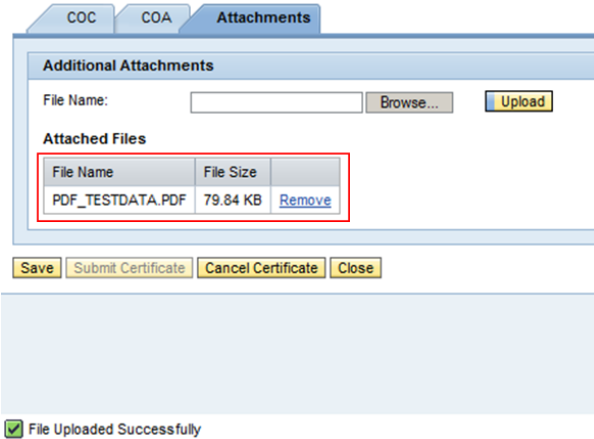 COC COA Attachments
Additional Attachments
File Name: Browse... Upload
Attached Files
File Name File Size
PDF_TESTDATA.PDF 79.84 KB Remove
Save Submit Certificate Cancel Certificate Close
File Uploaded Successfully